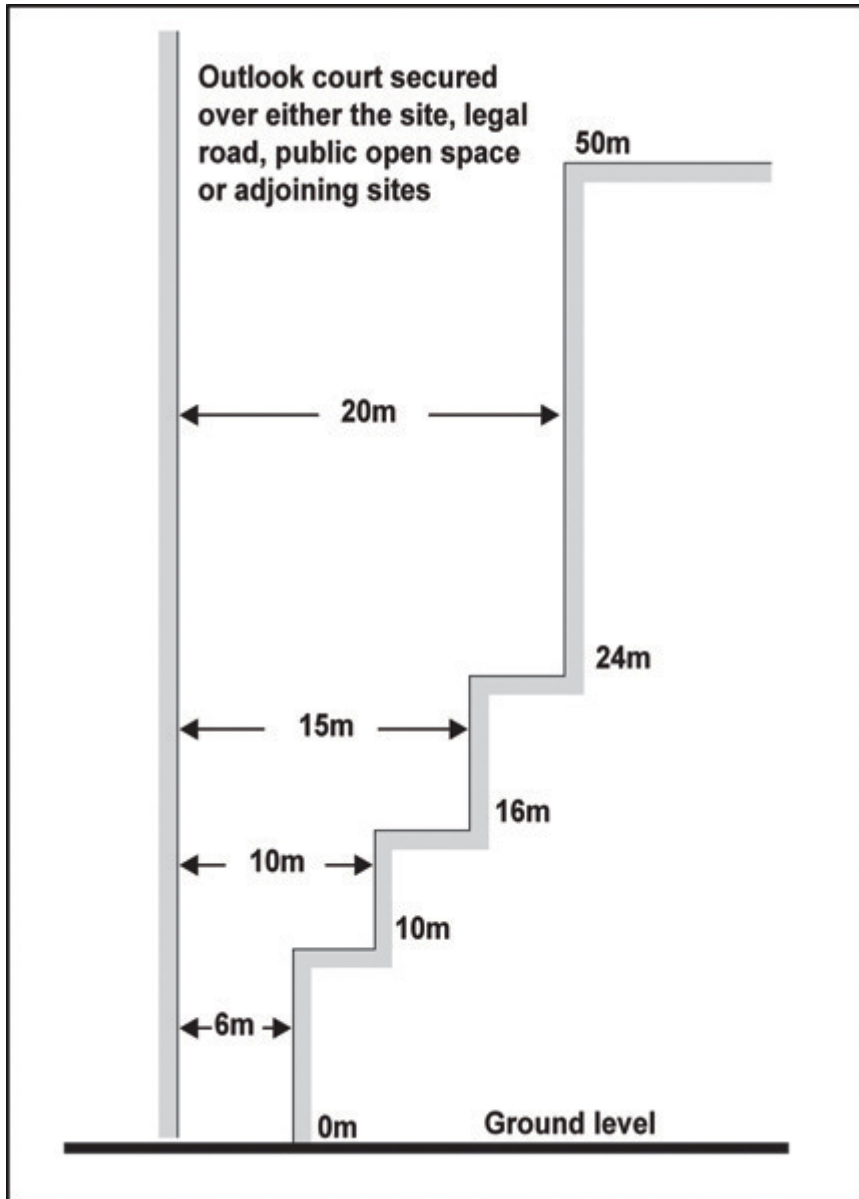 Outlook court secured
over either the site, legal
road, public open space
or adjoining sites
50m
20m
24m
15m
16m
10m
10m
6m
0m
Ground level